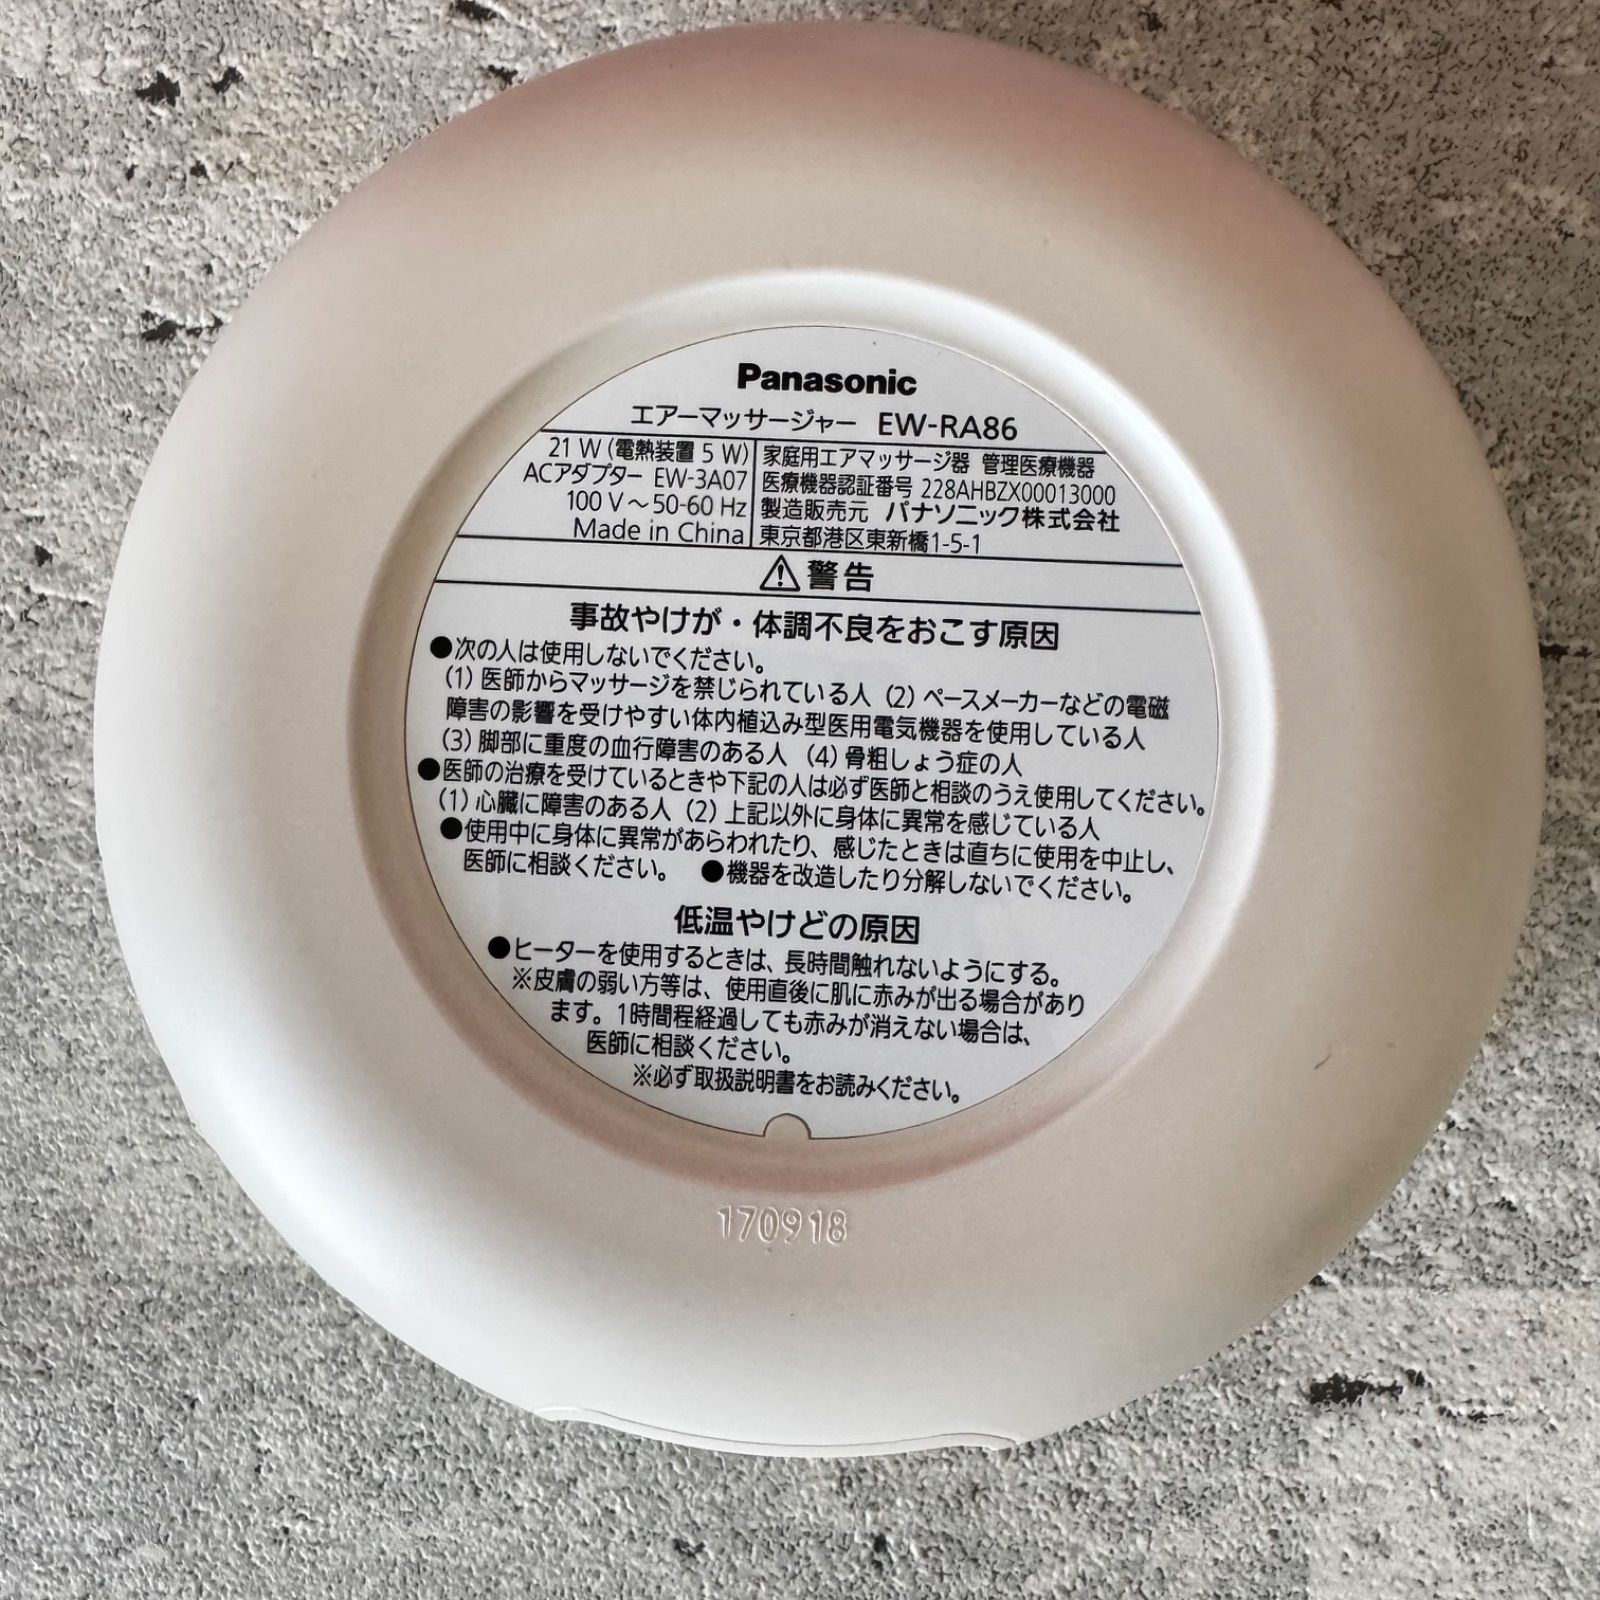 Panasonic
エアーマッサージャー EW-RA86
21 W (電熱装置 5 W)
ACアダプター EW-3A07
100 V～50-60 Hz
Made in China
家庭用エアマッサージ器 管理医療機器
医療機器認証番号 228AHBZX00013000
製造販売元 パナソニック株式会社
東京都港区東新橋1-5-1
⚠警告
事故やけが・体調不良をおこす原因
●次の人は使用しないでください。
(1) 医師からマッサージを禁じられている人 (2) ペースメーカーなどの電磁
障害の影響を受けやすい体内植込み型医用電気機器を使用している人
(3) 脚部に重度の血行障害のある人 (4) 骨粗しょう症の人
●医師の治療を受けているときや下記の人は必ず医師と相談のうえ使用してください。
(1) 心臓に障害のある人 (2) 上記以外に身体に異常を感じている人
●使用中に身体に異常があらわれたり、感じたときは直ちに使用を中止し、
医師に相談ください。 ●機器を改造したり分解しないでください。
低温やけどの原因
●ヒーターを使用するときは、長時間触れないようにする。
※皮膚の弱い方等は、使用直後に肌に赤みが出る場合があり
ます。1時間程経過しても赤みが消えない場合は、
医師に相談ください。
※必ず取扱説明書をお読みください。
170918